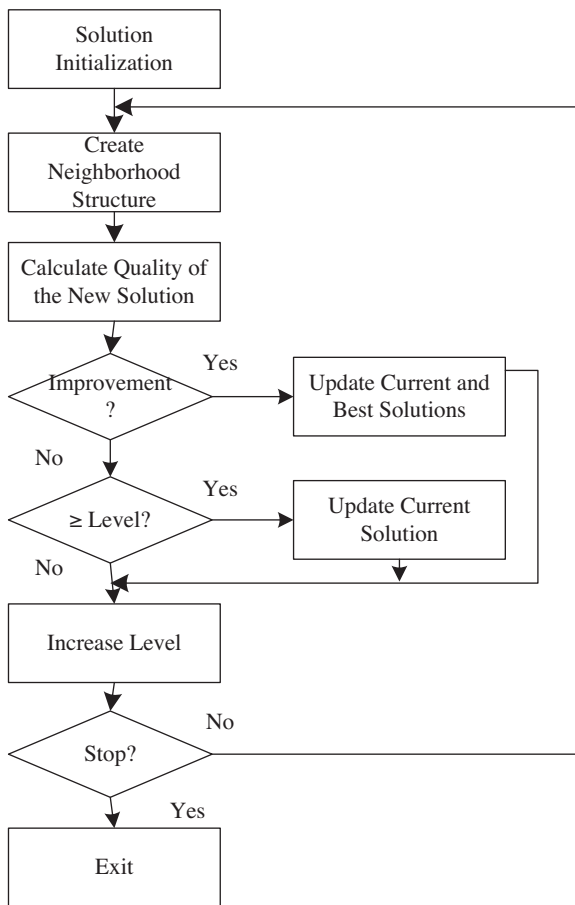 Solution
Initialization
Create
Neighborhood
Structure
Calculate Quality of
the New Solution
Improvement
?
Yes
Update Current and
Best Solutions
No
≥ Level?
Yes
Update Current
Solution
No
Increase Level
Stop?
No
Yes
Exit